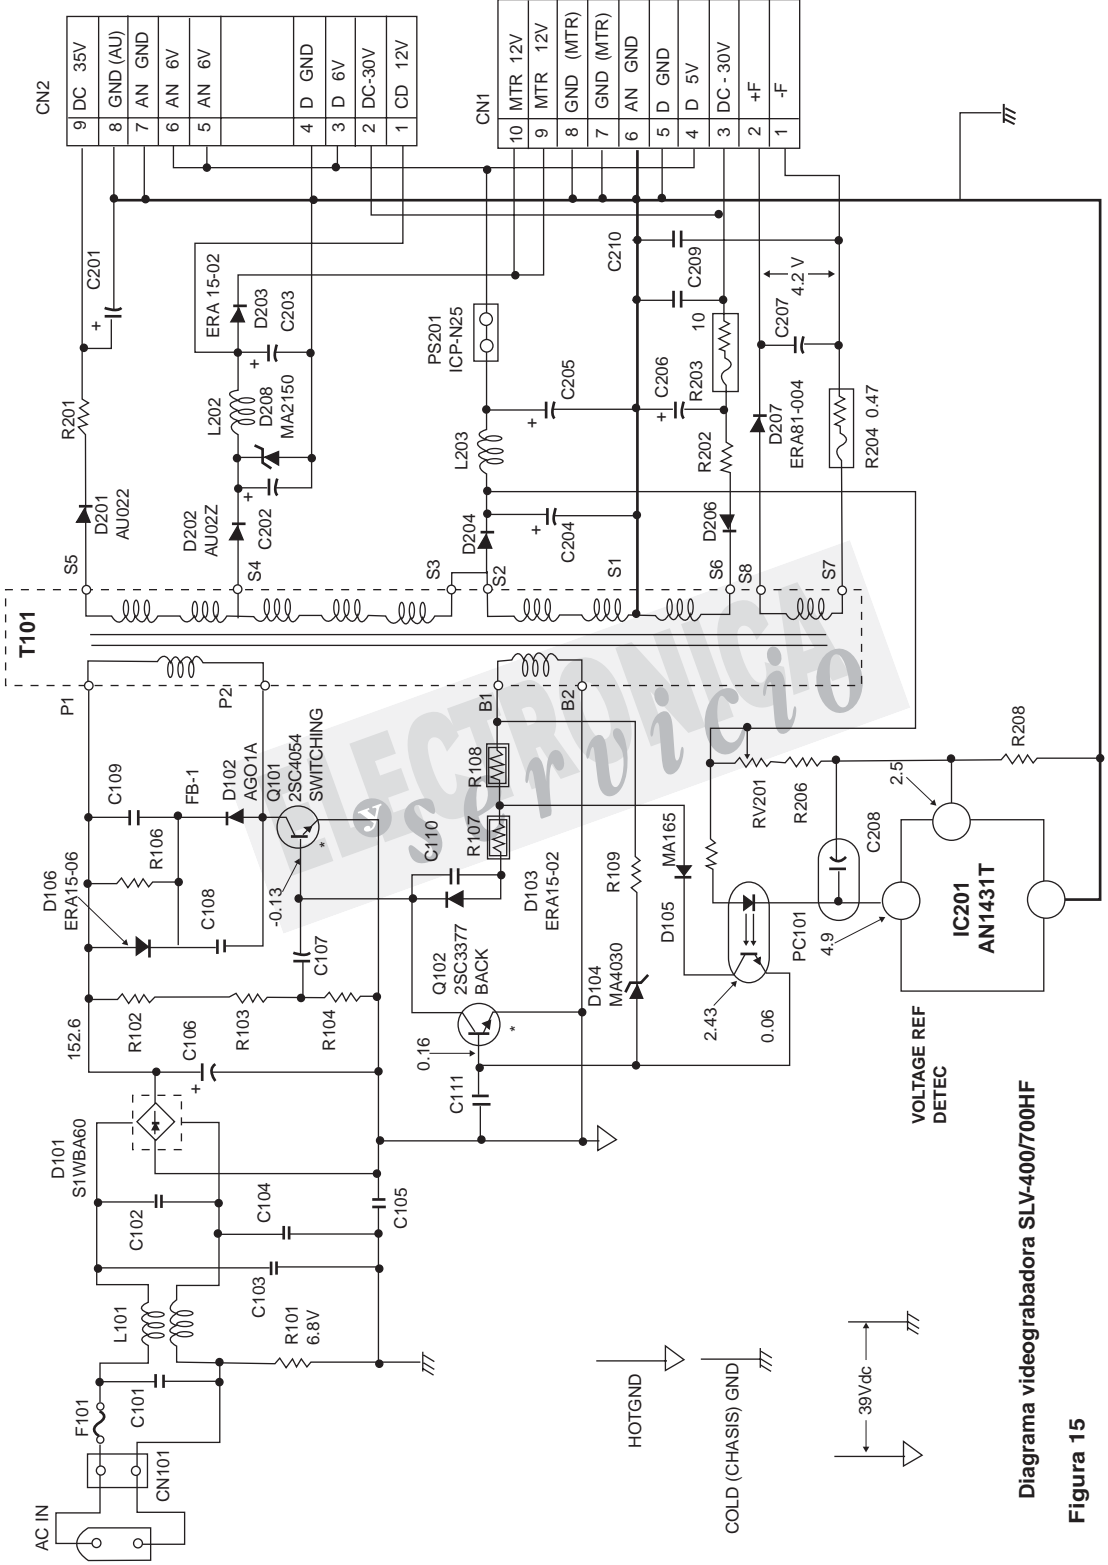 AC IN
CN101
F101
C101
L101
R101
6.8V
C102
C103
C104
C105
D101
S1WBA60
C106
+
152.6
R102
R103
R104
C107
D106
ERA15-06
C108
R106
C109
FB-1
D102
AGO1A
Q101
2SC4054
SWITCHING
*
-0.13
P1
P2
T101
B1
B2
C110
R107
R108
D103
ERA15-02
Q102
2SC3377
BACK
*
0.16
C111
D104
MA4030
R109
D105
MA165
PC101
2.43
0.06
4.9
2.5
RV201
R206
C208
R208
IC201
AN1431T
VOLTAGE REF
DETEC
S5
S4
S3
S2
S1
S6
S8
S7
D201
AU022
R201
C201
+
D202
AU02Z
C202
+
L202
D208
MA2150
ERA 15-02
D203
C203
+
D204
C204
+
L203
C205
+
PS201
ICP-N25
D206
R202
C206
+
R203
10
C209
C210
D207
ERA81-004
C207
4.2 V
R204 0.47
CN2
9 DC 35V
8 GND (AU)
7 AN GND
6 AN 6V
5 AN 6V
4 D GND
3 D 6V
2 DC-30V
1 CD 12V
CN1
10 MTR 12V
9 MTR 12V
8 GND (MTR)
7 GND (MTR)
6 AN GND
5 D GND
4 D 5V
3 DC - 30V
2 +F
1 -F
HOTGND
COLD (CHASIS) GND
39Vdc
ELECTRONICA
y servicio
Diagrama videograbadora SLV-400/700HF
Figura 15